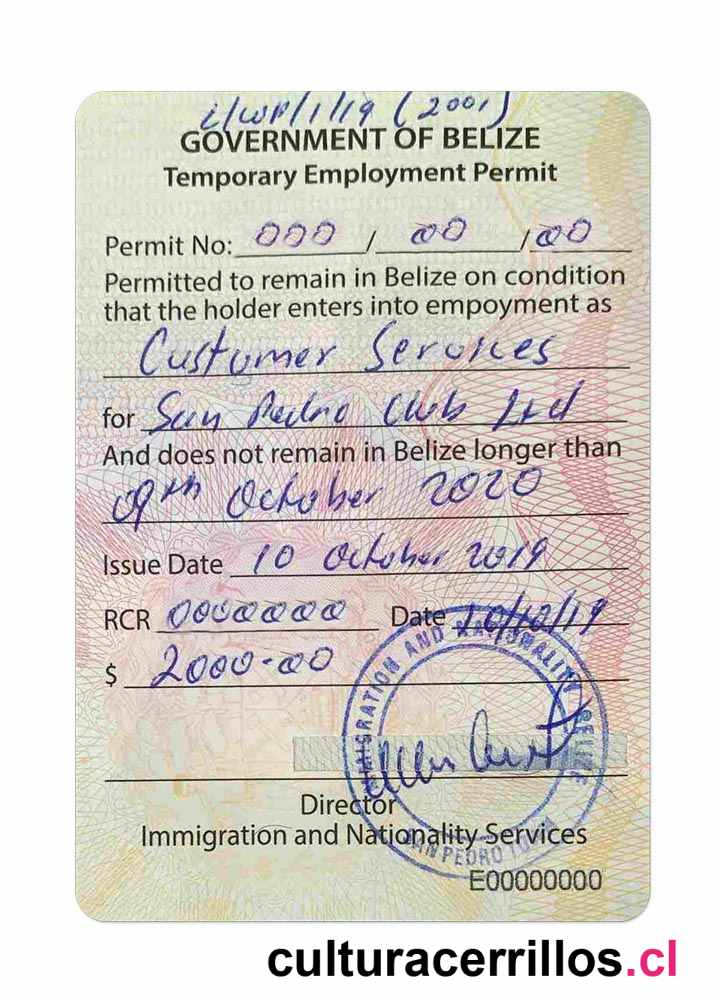 i/WP/1/19 (2001)
GOVERNMENT OF BELIZE
Temporary Employment Permit
Permit No: 000 / 00 / 00
Permitted to remain in Belize on condition
that the holder enters into empoyment as
Customer Services
for San Pedro Club Ltd
And does not remain in Belize longer than
09th October 2020
Issue Date 10 October 2019
RCR 0000000 Date 10/10/19
$ 2000-00
IMMIGRATION AND NATIONALITY BELIZE
SAN PEDRO TOWN
Director
Immigration and Nationality Services
E00000000
culturacerrillos.cl